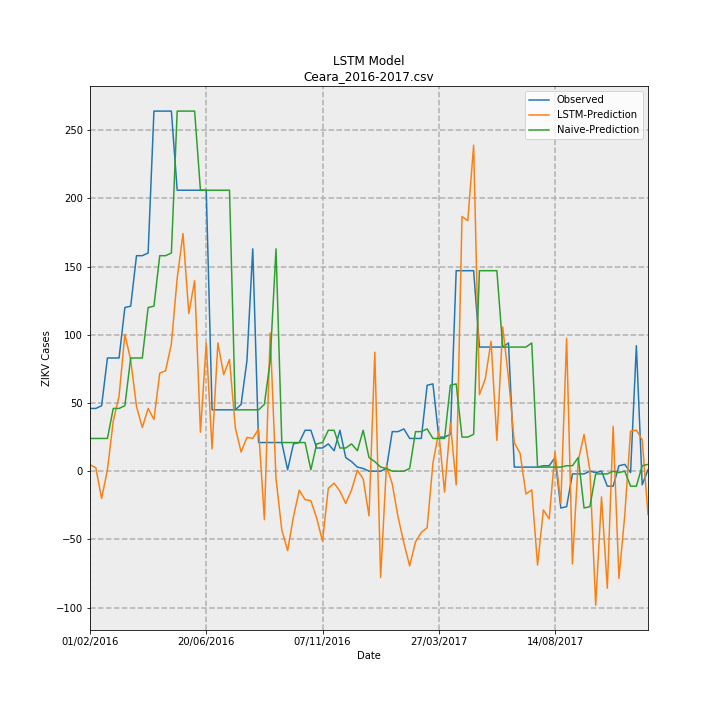 LSTM Model
Ceara_2016-2017.csv
Observed
LSTM-Prediction
Naive-Prediction
ZIKV Cases
250
200
150
100
50
0
−50
−100
01/02/2016 20/06/2016 07/11/2016 27/03/2017 14/08/2017
Date